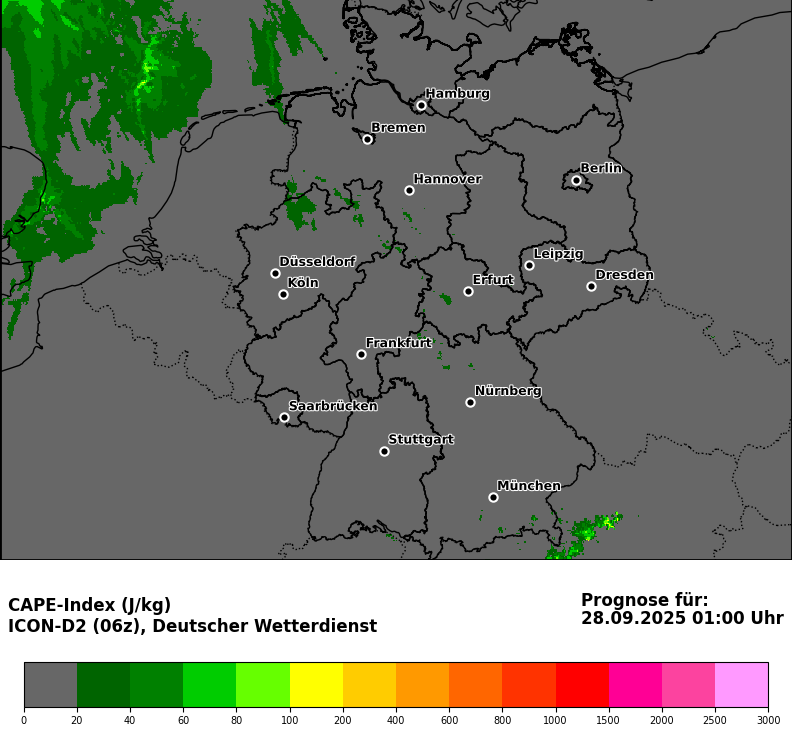 Hamburg
Bremen
Berlin
Hannover
Leipzig
Düsseldorf
Dresden
Köln
Erfurt
Frankfurt
Nürnberg
Saarbrücken
Stuttgart
München
CAPE-Index (J/kg)
ICON-D2 (06z), Deutscher Wetterdienst
Prognose für:
28.09.2025 01:00 Uhr
0 20 40 60 80 100 200 400 600 800 1000 1500 2000 2500 3000